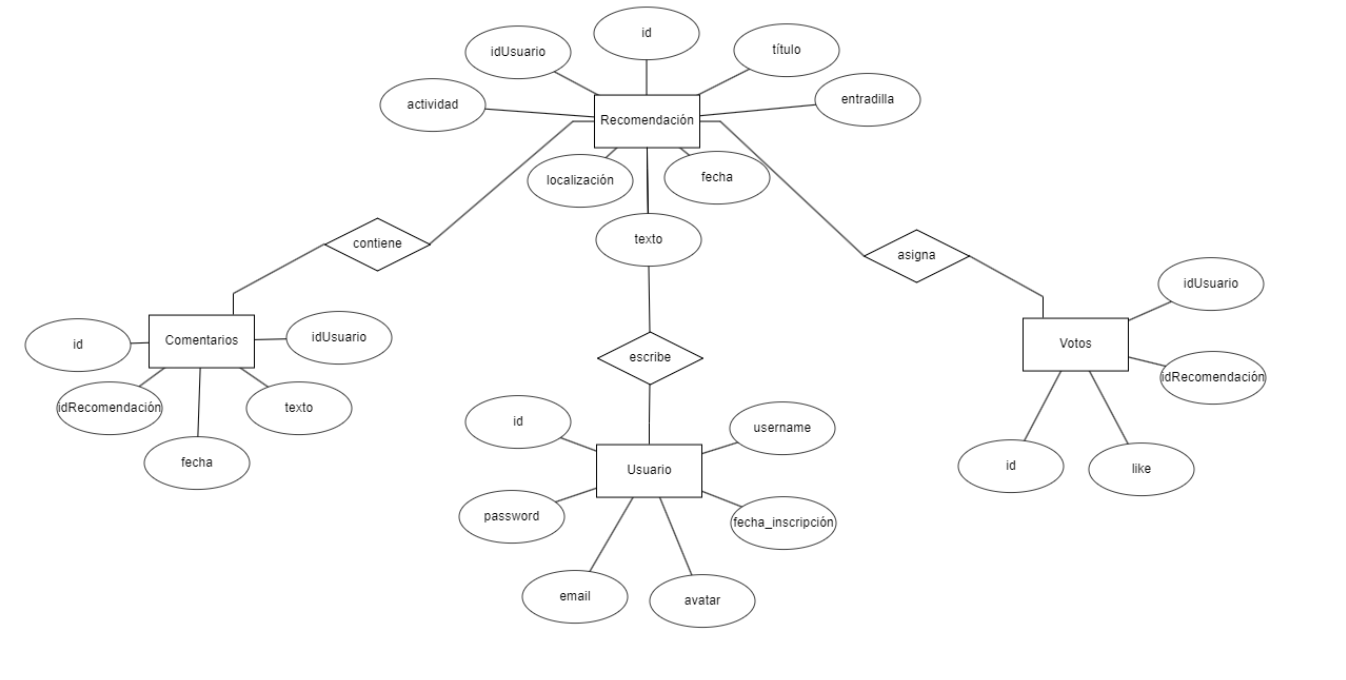 id
idUsuario
título
actividad
entradilla
Recomendación
localización
fecha
texto
contiene
asigna
Comentarios
id
idUsuario
idRecomendación
texto
fecha
escribe
Usuario
id
username
password
fecha_inscripción
email
avatar
Votos
idUsuario
idRecomendación
id
like